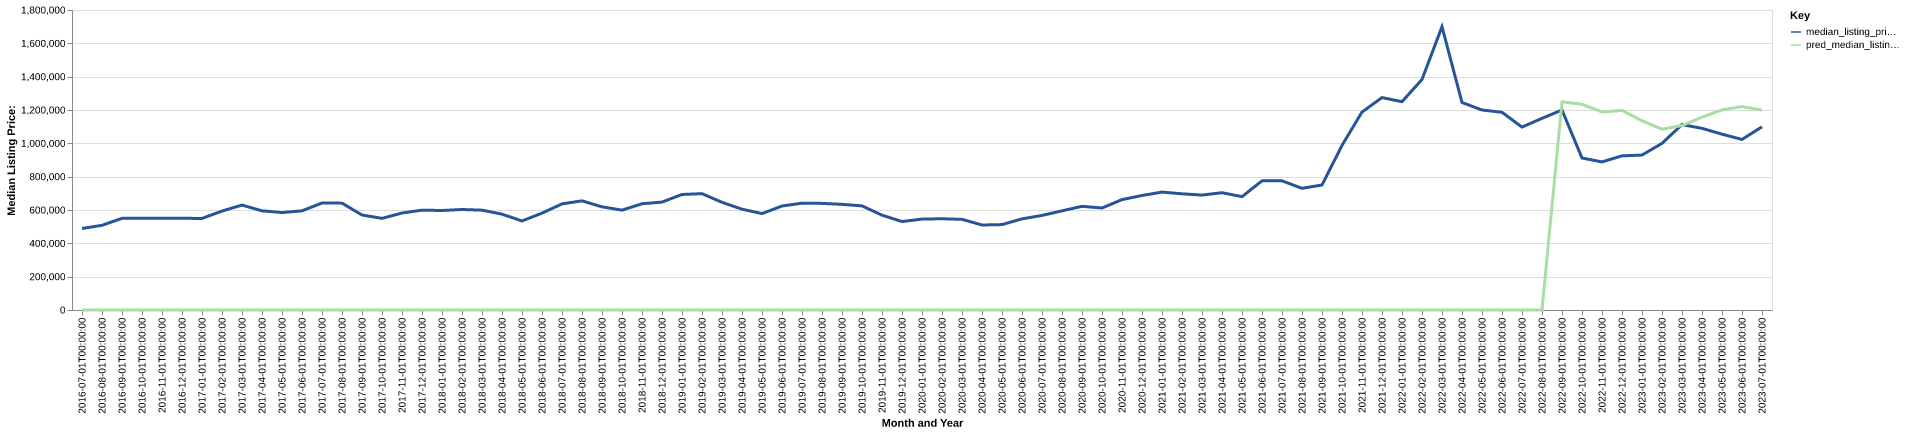 1,800,000
1,600,000
1,400,000
1,200,000
1,000,000
800,000
600,000
400,000
200,000
0
Median Listing Price:
2016-07-01T00:00:00
2016-08-01T00:00:00
2016-09-01T00:00:00
2016-10-01T00:00:00
2016-11-01T00:00:00
2016-12-01T00:00:00
2017-01-01T00:00:00
2017-02-01T00:00:00
2017-03-01T00:00:00
2017-04-01T00:00:00
2017-05-01T00:00:00
2017-06-01T00:00:00
2017-07-01T00:00:00
2017-08-01T00:00:00
2017-09-01T00:00:00
2017-10-01T00:00:00
2017-11-01T00:00:00
2017-12-01T00:00:00
2018-01-01T00:00:00
2018-02-01T00:00:00
2018-03-01T00:00:00
2018-04-01T00:00:00
2018-05-01T00:00:00
2018-06-01T00:00:00
2018-07-01T00:00:00
2018-08-01T00:00:00
2018-09-01T00:00:00
2018-10-01T00:00:00
2018-11-01T00:00:00
2018-12-01T00:00:00
2019-01-01T00:00:00
2019-02-01T00:00:00
2019-03-01T00:00:00
2019-04-01T00:00:00
2019-05-01T00:00:00
2019-06-01T00:00:00
2019-07-01T00:00:00
2019-08-01T00:00:00
2019-09-01T00:00:00
2019-10-01T00:00:00
2019-11-01T00:00:00
2019-12-01T00:00:00
2020-01-01T00:00:00
2020-02-01T00:00:00
2020-03-01T00:00:00
2020-04-01T00:00:00
2020-05-01T00:00:00
2020-06-01T00:00:00
2020-07-01T00:00:00
2020-08-01T00:00:00
2020-09-01T00:00:00
2020-10-01T00:00:00
2020-11-01T00:00:00
2020-12-01T00:00:00
2021-01-01T00:00:00
2021-02-01T00:00:00
2021-03-01T00:00:00
2021-04-01T00:00:00
2021-05-01T00:00:00
2021-06-01T00:00:00
2021-07-01T00:00:00
2021-08-01T00:00:00
2021-09-01T00:00:00
2021-10-01T00:00:00
2021-11-01T00:00:00
2021-12-01T00:00:00
2022-01-01T00:00:00
2022-02-01T00:00:00
2022-03-01T00:00:00
2022-04-01T00:00:00
2022-05-01T00:00:00
2022-06-01T00:00:00
2022-07-01T00:00:00
2022-08-01T00:00:00
2022-09-01T00:00:00
2022-10-01T00:00:00
2022-11-01T00:00:00
2022-12-01T00:00:00
2023-01-01T00:00:00
2023-02-01T00:00:00
2023-03-01T00:00:00
2023-04-01T00:00:00
2023-05-01T00:00:00
2023-06-01T00:00:00
2023-07-01T00:00:00
Month and Year
Key
median_listing_pri…
pred_median_listin…